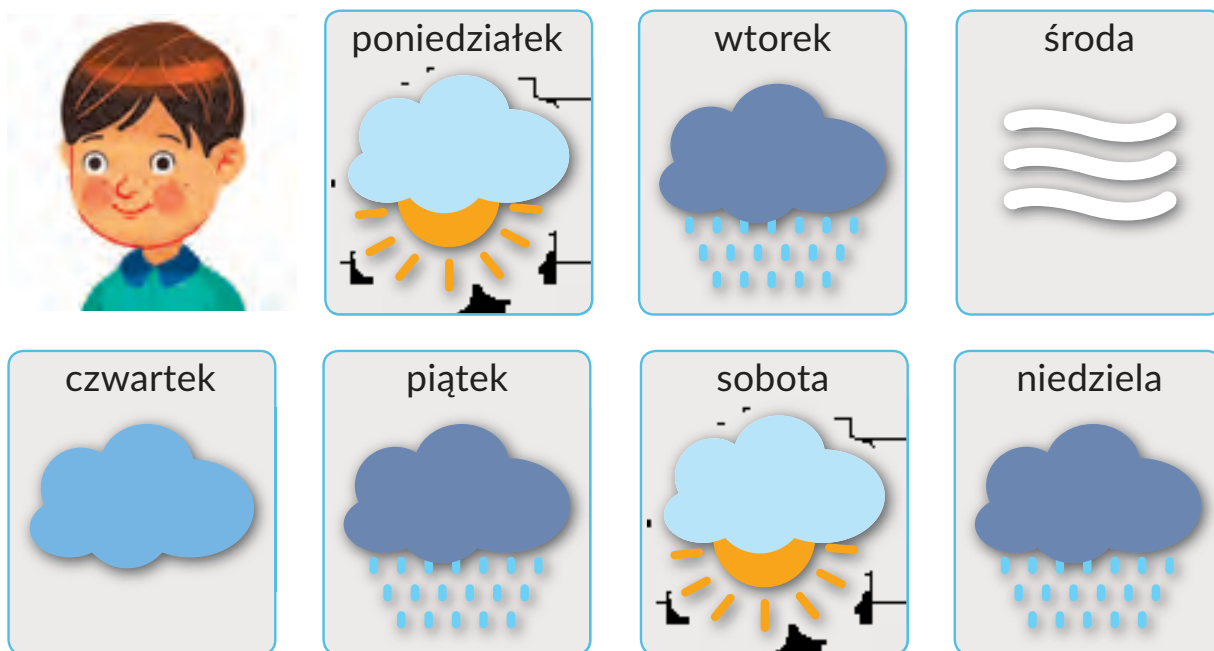 poniedziałek
wtorek
środa
czwartek
piątek
sobota
niedziela